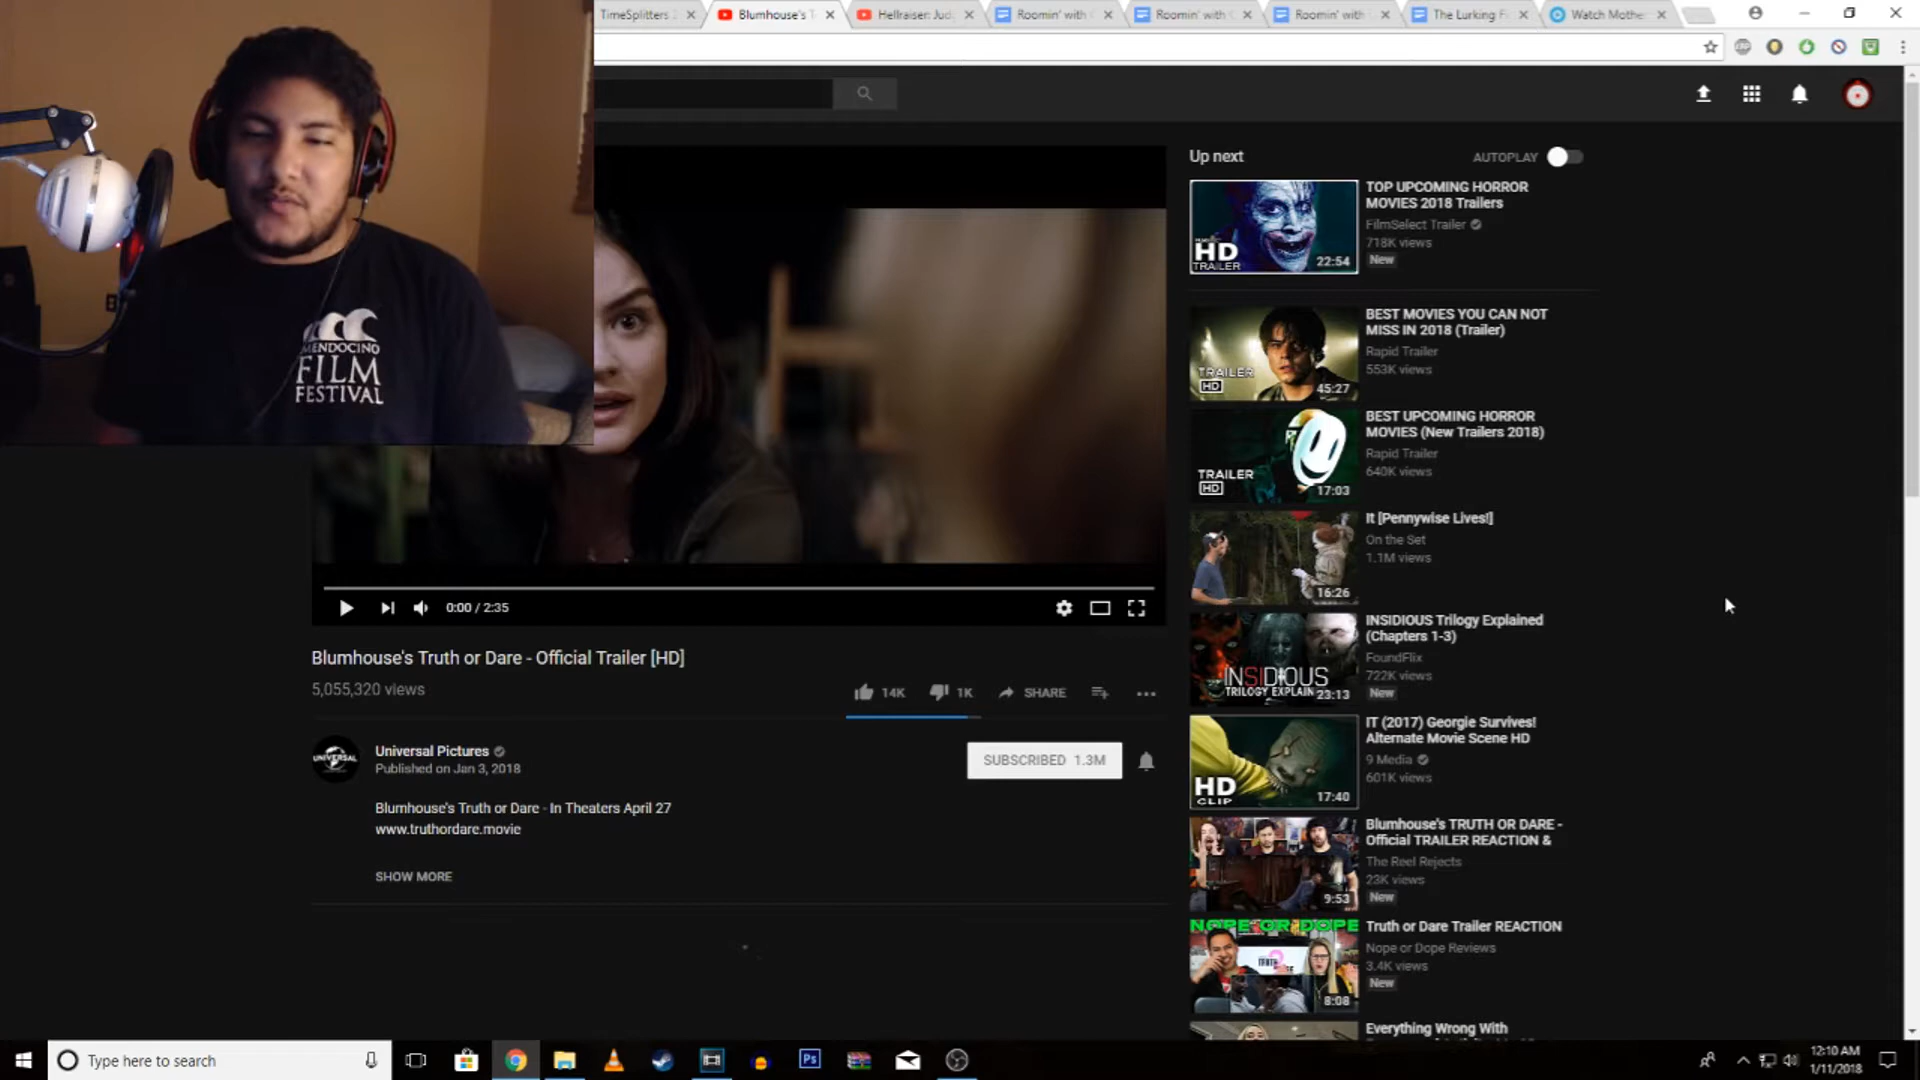 TimeSplitters 2
Blumhouse's T
Hellraiser: Jud
Roomin' with
Roomin' with
Roomin' with
The Lurking F
Watch Mothe
MENDOCINO
FILM
FESTIVAL
Up next
AUTOPLAY
HD
TRAILER
22:54
TOP UPCOMING HORROR
MOVIES 2018 Trailers
FilmSelect Trailer
718K views
New
TRAILER
HD
45:27
BEST MOVIES YOU CAN NOT
MISS IN 2018 (Trailer)
Rapid Trailer
553K views
TRAILER
HD
17:03
BEST UPCOMING HORROR
MOVIES (New Trailers 2018)
Rapid Trailer
640K views
16:26
It [Pennywise Lives!]
On the Set
1.1M views
INSIDIOUS
TRILOGY EXPLAIN
23:13
INSIDIOUS Trilogy Explained
(Chapters 1-3)
FoundFlix
722K views
New
HD
CLIP
17:40
IT (2017) Georgie Survives!
Alternate Movie Scene HD
9 Media
601K views
9:53
Blumhouse's TRUTH OR DARE -
Official TRAILER REACTION &
The Reel Rejects
23K views
New
NOPE OR DOPE
8:08
Truth or Dare Trailer REACTION
Nope or Dope Reviews
3.4K views
New
Everything Wrong With
0:00 / 2:35
Blumhouse's Truth or Dare - Official Trailer [HD]
5,055,320 views
14K
1K
SHARE
UNIVERSAL
Universal Pictures
Published on Jan 3, 2018
SUBSCRIBED 1.3M
Blumhouse's Truth or Dare - In Theaters April 27
www.truthordare.movie
SHOW MORE
Type here to search
Ps
12:10 AM
1/11/2018